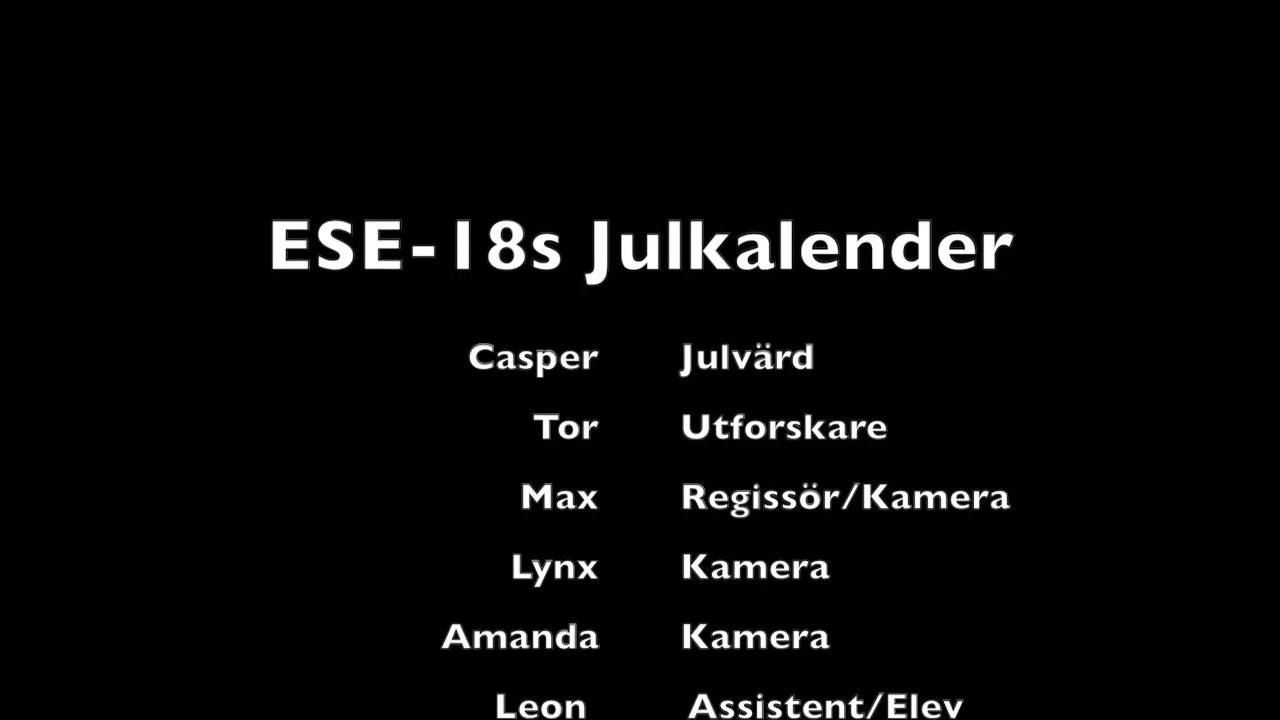 ESE-18s Julkalender
Casper Julvärd
Tor Utforskare
Max Regissör/Kamera
Lynx Kamera
Amanda Kamera
Leon Assistent/Elev